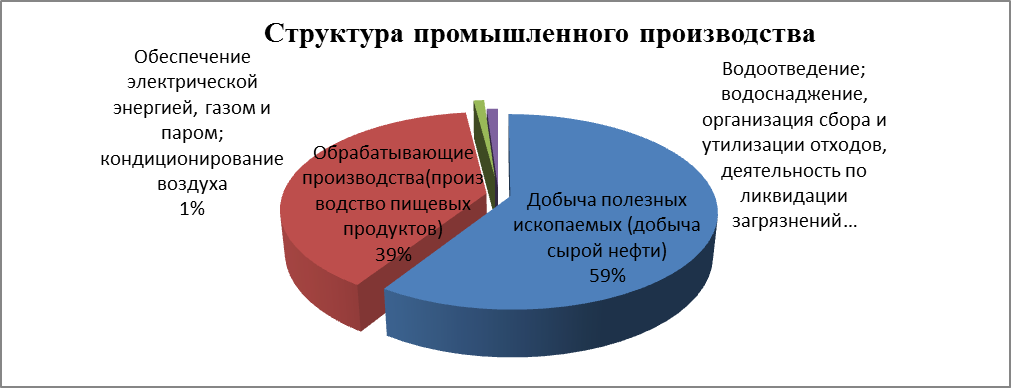 Структура промышленного производства
Обеспечение
электрической
энергией, газом и
паром;
кондиционирование
воздуха
1%
Обрабатывающие
производства(произ
водство пищевых
продуктов)
39%
Добыча полезных
ископаемых (добыча
сырой нефти)
59%
Водоотведение;
водоснаджение,
организация сбора и
утилизации отходов,
деятельность по
ликвидации
загрязнений...